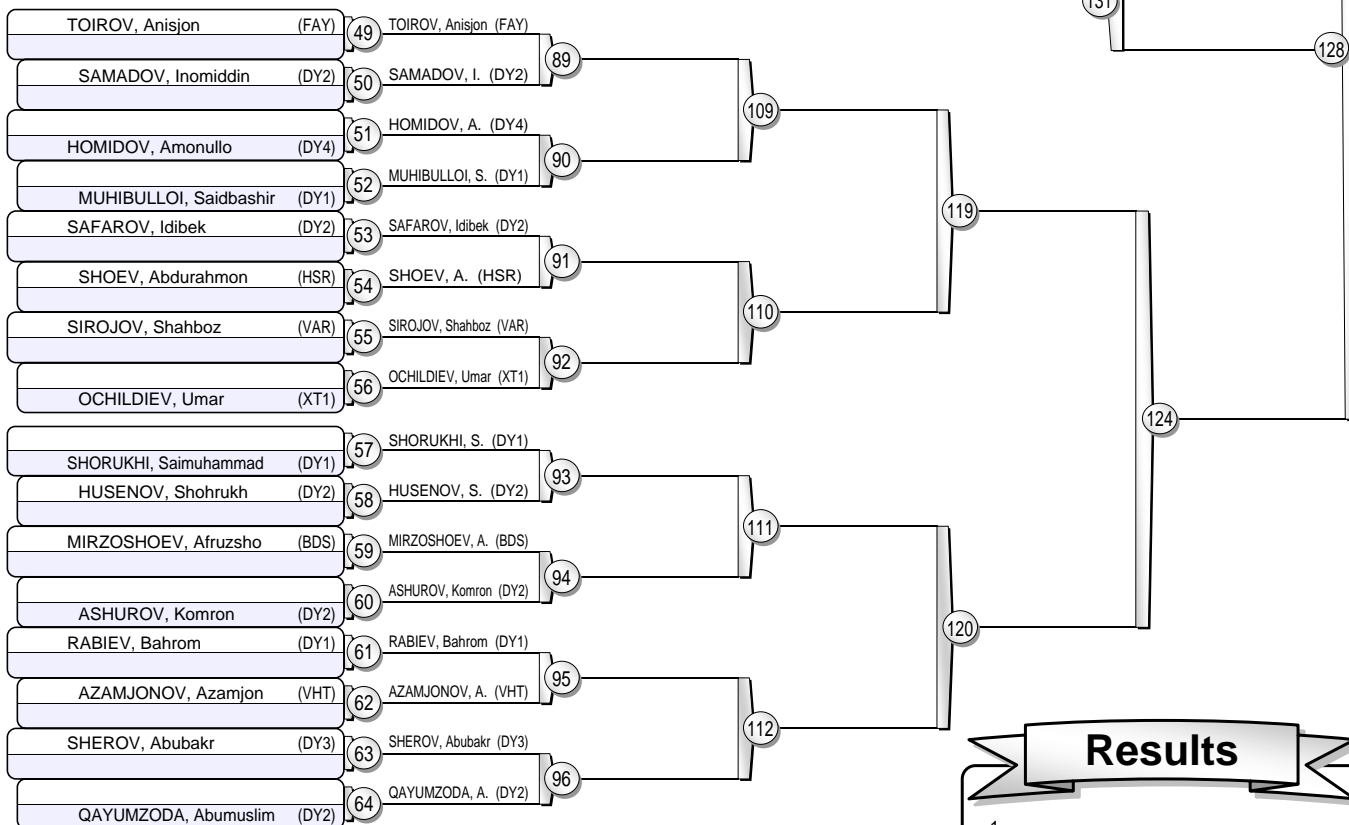 131
128
TOIROV, Anisjon (FAY) 49 TOIROV, Anisjon (FAY)
89
SAMADOV, Inomiddin (DY2) 50 SAMADOV, I. (DY2)
109
51 HOMIDOV, A. (DY4)
HOMIDOV, Amonullo (DY4)
90
52 MUHIBULLOI, S. (DY1)
MUHIBULLOI, Saidbashir (DY1)
119
SAFAROV, Idibek (DY2) 53 SAFAROV, Idibek (DY2)
91
SHOEV, Abdurahmon (HSR) 54 SHOEV, A. (HSR)
110
SIROJOV, Shahboz (VAR) 55 SIROJOV, Shahboz (VAR)
92
56 OCHILDIEV, Umar (XT1)
OCHILDIEV, Umar (XT1)
124
57 SHORUKHI, S. (DY1)
SHORUKHI, Saimuhammad (DY1)
93
HUSENOV, Shohrukh (DY2) 58 HUSENOV, S. (DY2)
111
MIRZOSHOEV, Afruzsho (BDS) 59 MIRZOSHOEV, A. (BDS)
94
60 ASHUROV, Komron (DY2)
ASHUROV, Komron (DY2)
120
RABIEV, Bahrom (DY1) 61 RABIEV, Bahrom (DY1)
95
AZAMJONOV, Azamjon (VHT) 62 AZAMJONOV, A. (VHT)
112
SHEROV, Abubakr (DY3) 63 SHEROV, Abubakr (DY3)
96
64 QAYUMZODA, A. (DY2)
QAYUMZODA, Abumuslim (DY2)
Results
1